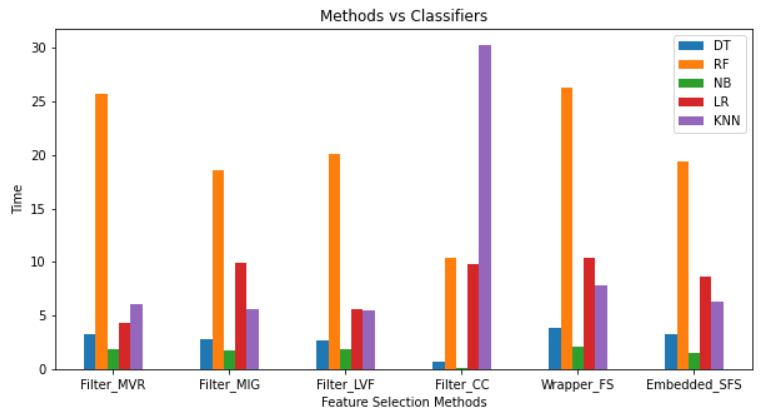 Methods vs Classifiers
30
25
20
15
10
5
0
Time
DT
RF
NB
LR
KNN
Filter_MVR Filter_MIG Filter_LVF Filter_CC Wrapper_FS Embedded_SFS
Feature Selection Methods